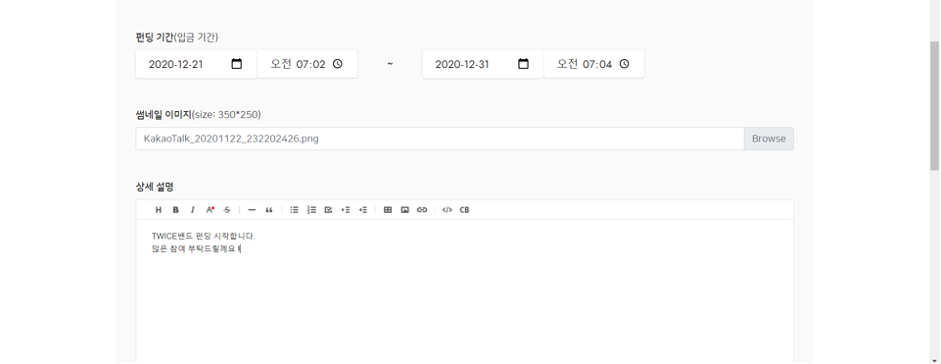 펀딩 기간(입금 기간)
2020-12-21 오전 07:02 ~ 2020-12-31 오전 07:04
썸네일 이미지(size: 350*250)
KakaoTalk_20201122_232202426.png Browse
상세 설명
H B I A S — “ </> CB
TWICE밴드 펀딩 시작합니다.
많은 참여 부탁드릴께요!